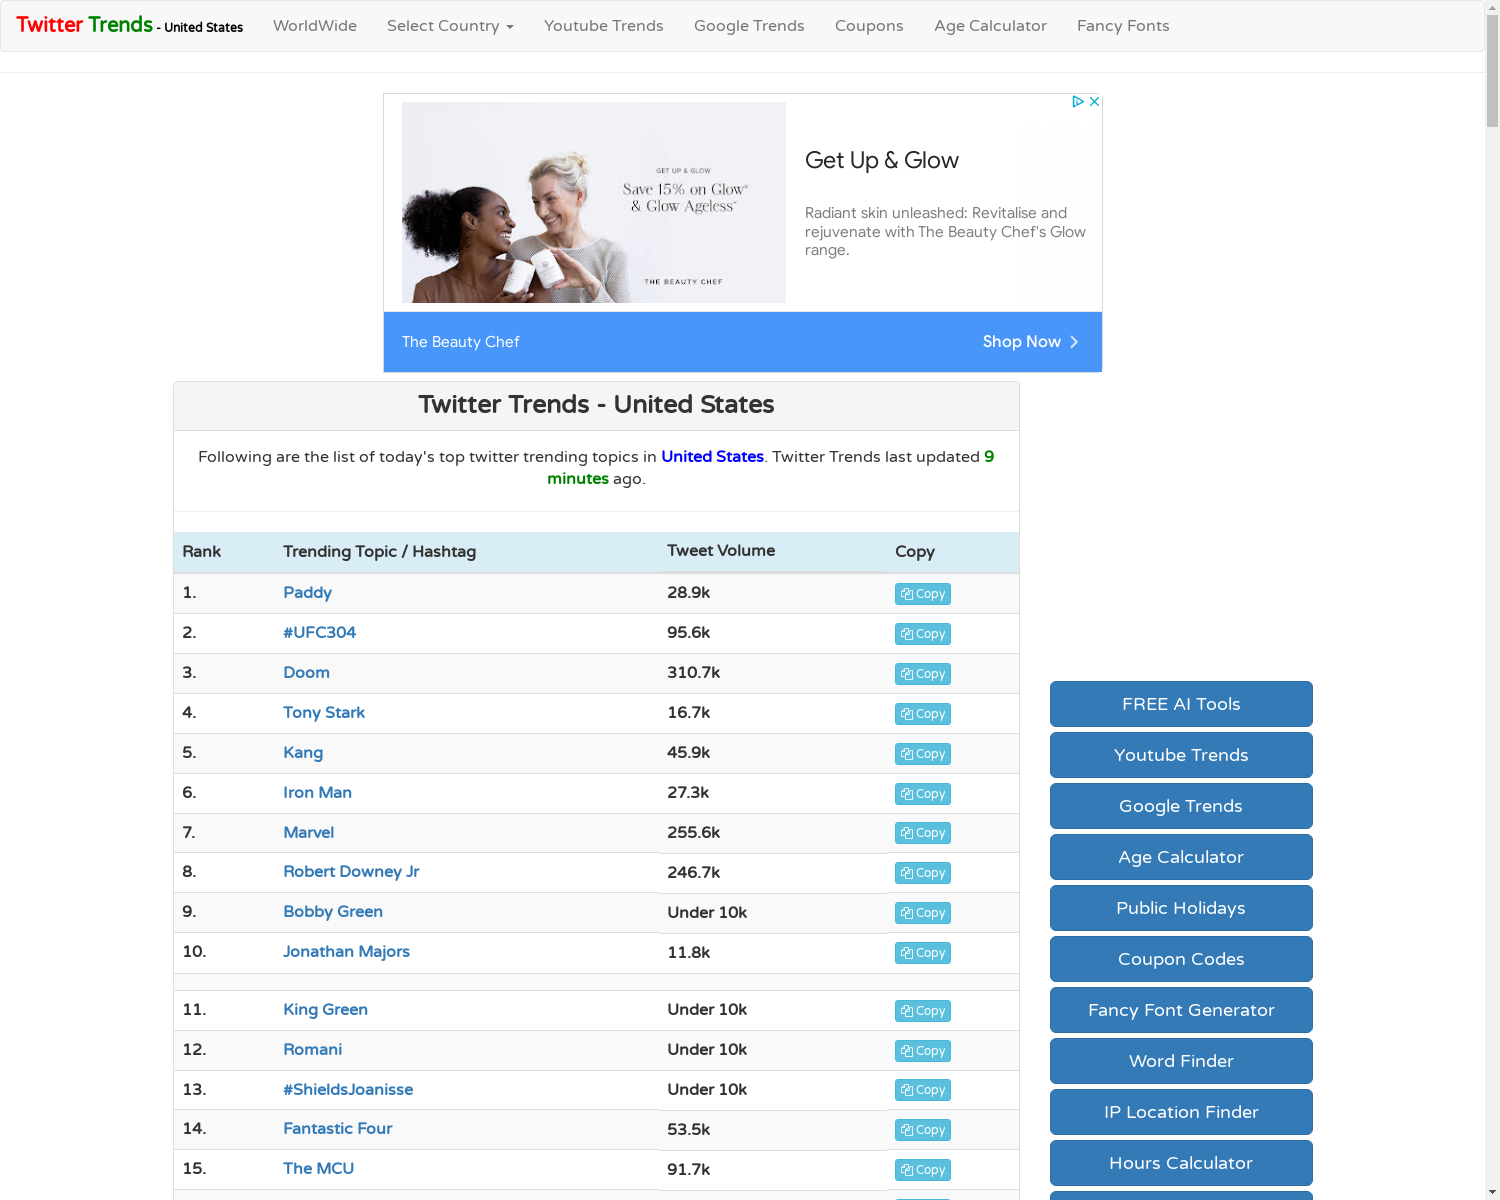 Twitter Trends - United States WorldWide Select Country Youtube Trends Google Trends Coupons Age Calculator Fancy Fonts
GET UP & GLOW
Save 15% on Glow®
& Glow Ageless™
THE BEAUTY CHEF
Get Up & Glow
Radiant skin unleashed: Revitalise and
rejuvenate with The Beauty Chef's Glow
range.
The Beauty Chef Shop Now
Twitter Trends - United States
Following are the list of today's top twitter trending topics in United States. Twitter Trends last updated 9
minutes ago.
Rank Trending Topic / Hashtag Tweet Volume Copy
1. Paddy 28.9k Copy
2. #UFC304 95.6k Copy
3. Doom 310.7k Copy
4. Tony Stark 16.7k Copy
5. Kang 45.9k Copy
6. Iron Man 27.3k Copy
7. Marvel 255.6k Copy
8. Robert Downey Jr 246.7k Copy
9. Bobby Green Under 10k Copy
10. Jonathan Majors 11.8k Copy
11. King Green Under 10k Copy
12. Romani Under 10k Copy
13. #ShieldsJoanisse Under 10k Copy
14. Fantastic Four 53.5k Copy
15. The MCU 91.7k Copy
FREE AI Tools
Youtube Trends
Google Trends
Age Calculator
Public Holidays
Coupon Codes
Fancy Font Generator
Word Finder
IP Location Finder
Hours Calculator